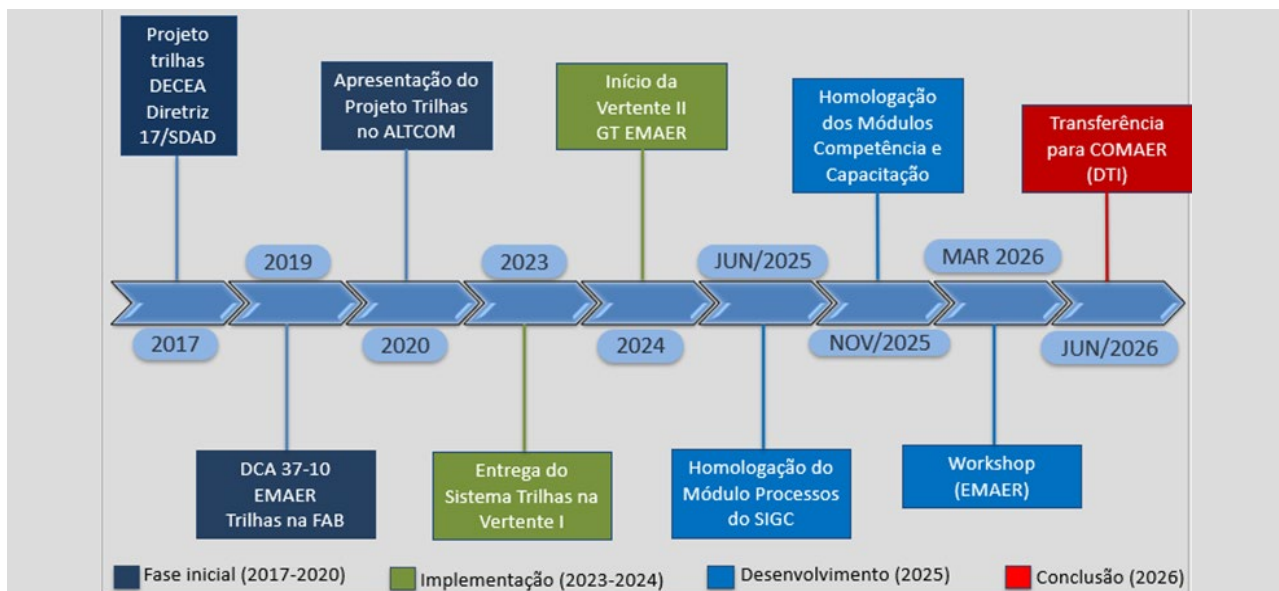 Projeto
trilhas
DECEA
Diretriz
17/SDAD
Apresentação do
Projeto Trilhas
no ALTCOM
Início da
Vertente II
GT EMAER
Homologação
dos Módulos
Competência e
Capacitação
Transferência
para COMAER
(DTI)
2019
2023
JUN/2025
MAR 2026
2017
2020
2024
NOV/2025
JUN/2026
DCA 37-10
EMAER
Trilhas na FAB
Entrega do
Sistema Trilhas na
Vertente I
Homologação do
Módulo Processos
do SIGC
Workshop
(EMAER)
Fase inicial (2017-2020)
Implementação (2023-2024)
Desenvolvimento (2025)
Conclusão (2026)